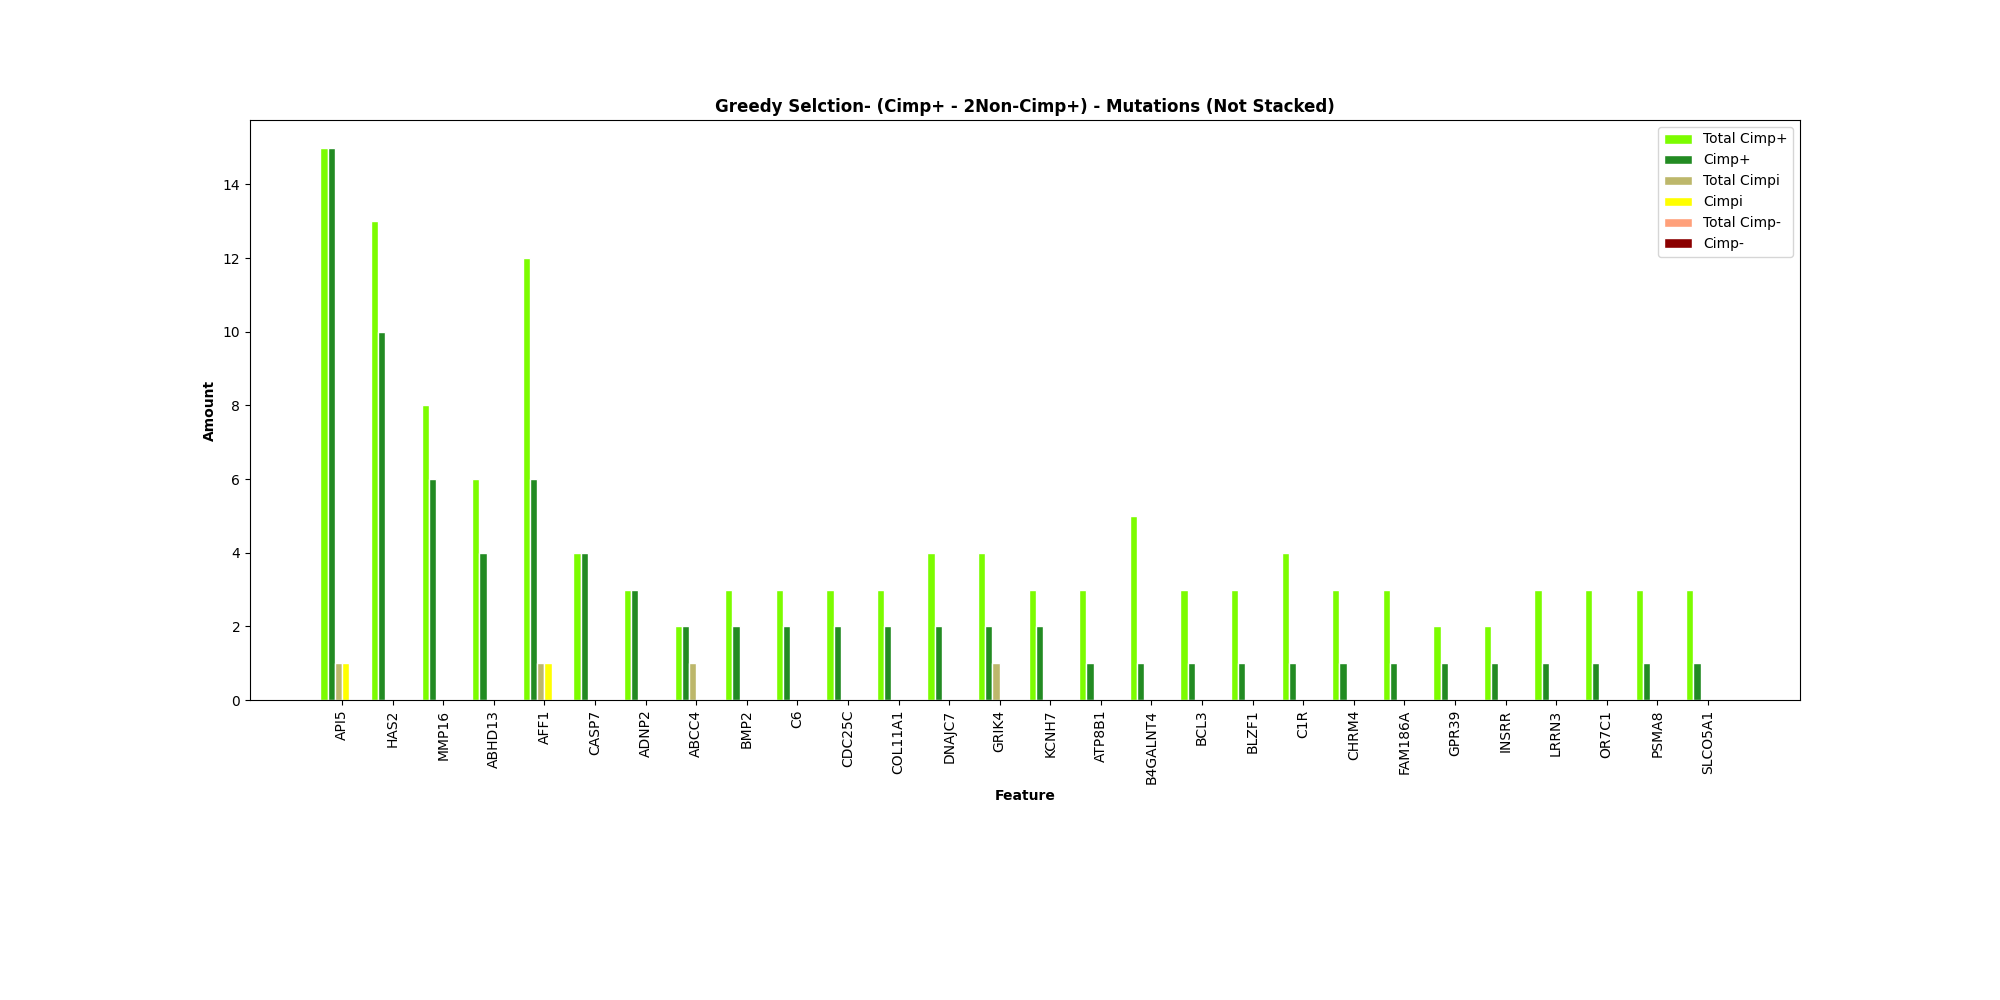 Greedy Selction- (Cimp+ - 2Non-Cimp+) - Mutations (Not Stacked)
Total Cimp+
Cimp+
Total Cimpi
Cimpi
Total Cimp-
Cimp-
14
12
10
8
6
4
2
0
Amount
API5
HAS2
MMP16
ABHD13
AFF1
CASP7
ADNP2
ABCC4
BMP2
C6
CDC25C
COL11A1
DNAJC7
GRIK4
KCNH7
ATP8B1
B4GALNT4
BCL3
BLZF1
C1R
CHRM4
FAM186A
GPR39
INSRR
LRRN3
OR7C1
PSMA8
SLCO5A1
Feature